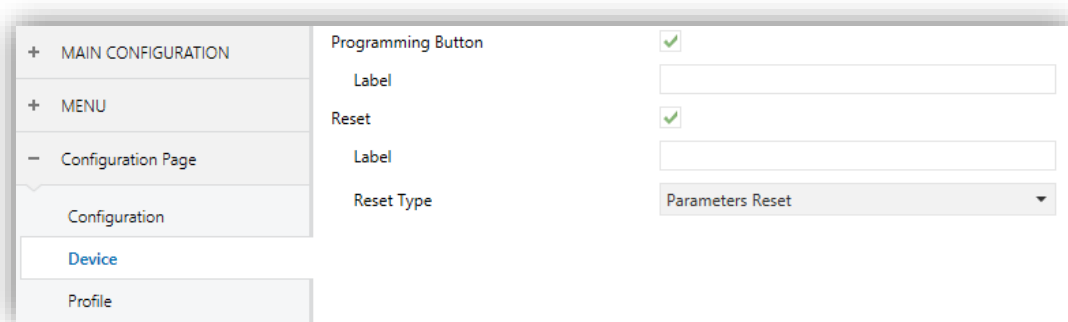 + MAIN CONFIGURATION
+ MENU
− Configuration Page
Configuration
Device
Profile
Programming Button
Label
Reset
Label
Reset Type Parameters Reset